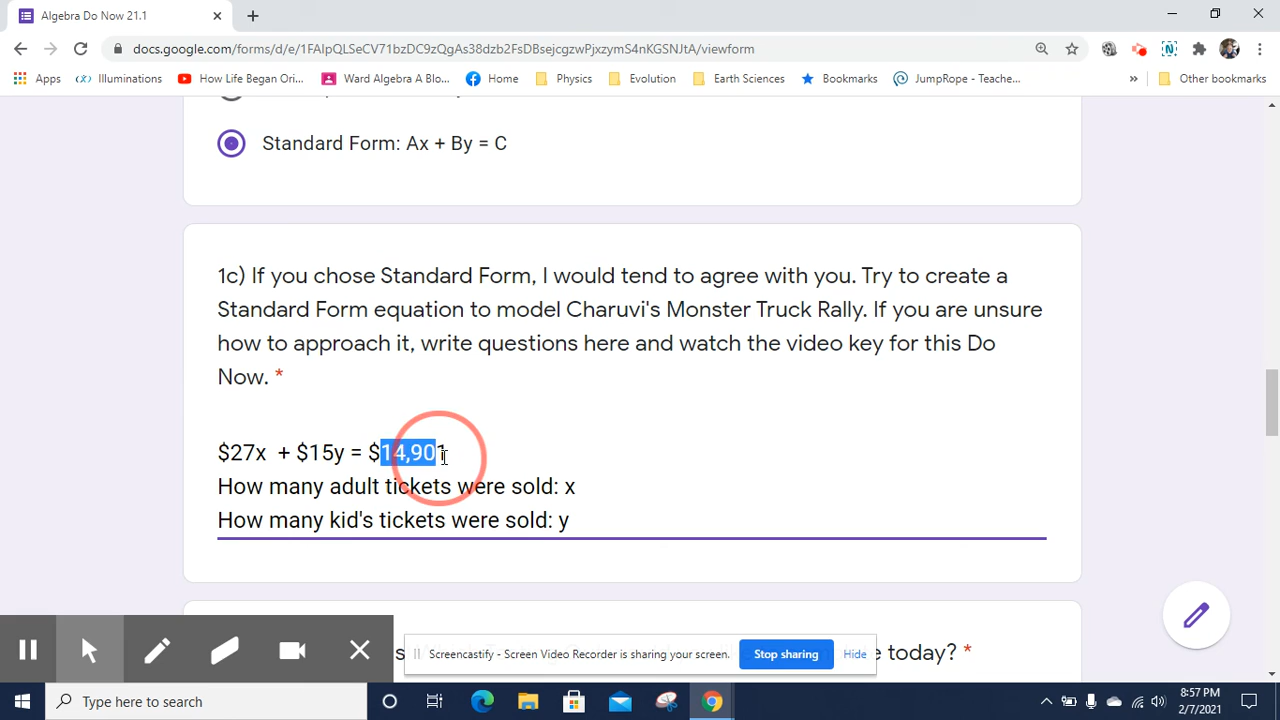 Algebra Do Now 21.1
docs.google.com/forms/d/e/1FAIpQLSeCV71bzDC9zQgAs38dzb2FsDBsejcgzwPjxzymS4nKGSNJtA/viewform
Apps
Illuminations
How Life Began Ori...
Ward Algebra A Blo...
Home
Physics
Evolution
Earth Sciences
Bookmarks
JumpRope - Teache...
»
Other bookmarks
Standard Form: Ax + By = C
1c) If you chose Standard Form, I would tend to agree with you. Try to create a
Standard Form equation to model Charuvi's Monster Truck Rally. If you are unsure
how to approach it, write questions here and watch the video key for this Do
Now. *
$27x + $15y = $14,901
How many adult tickets were sold: x
How many kid's tickets were sold: y
e today? *
Screencastify - Screen Video Recorder is sharing your screen.
Stop sharing
Hide
Type here to search
8:57 PM
2/7/2021